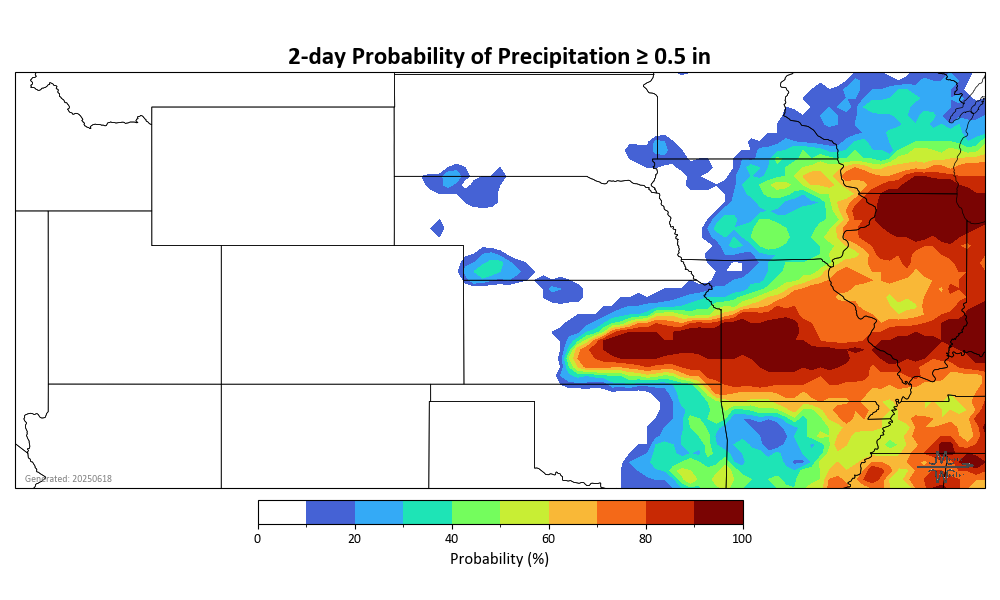 2-day Probability of Precipitation ≥ 0.5 in
Generated: 20250618
0 20 40 60 80 100
Probability (%)